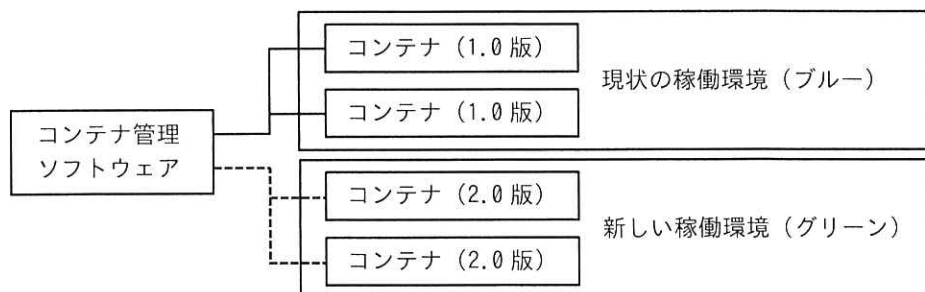 コンテナ（1.0 版）
現状の稼働環境（ブルー）
コンテナ（1.0 版）
コンテナ管理
ソフトウェア
コンテナ（2.0 版）
新しい稼働環境（グリーン）
コンテナ（2.0 版）